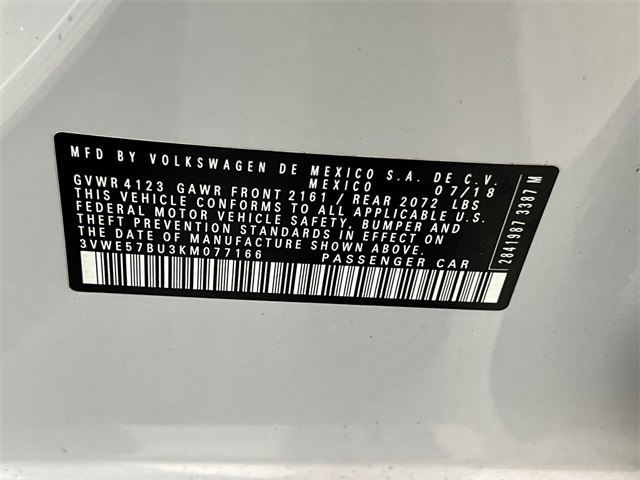 MFD BY VOLKSWAGEN DE MEXICO S.A. DE C.V.
MEXICO 07/18
GVWR 4123 GAWR FRONT 2161 / REAR 2072 LBS
THIS VEHICLE CONFORMS TO ALL APPLICABLE U.S.
FEDERAL MOTOR VEHICLE SAFETY, BUMPER AND
THEFT PREVENTION STANDARDS IN EFFECT ON
THE DATE OF MANUFACTURE SHOWN ABOVE.
3VWE57BU3KM077166 PASSENGER CAR
2841987 3387 M